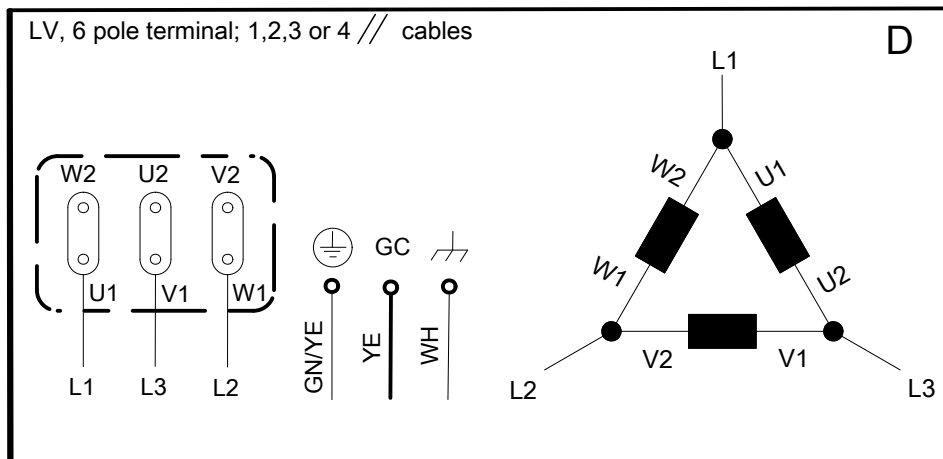 LV, 6 pole terminal; 1,2,3 or 4 // cables
D
W2 U2 V2
U1 V1 W1
L1 L3 L2
GC
GN/YE YE WH
L1
W2 U1
W1 U2
V2 V1
L2 L3